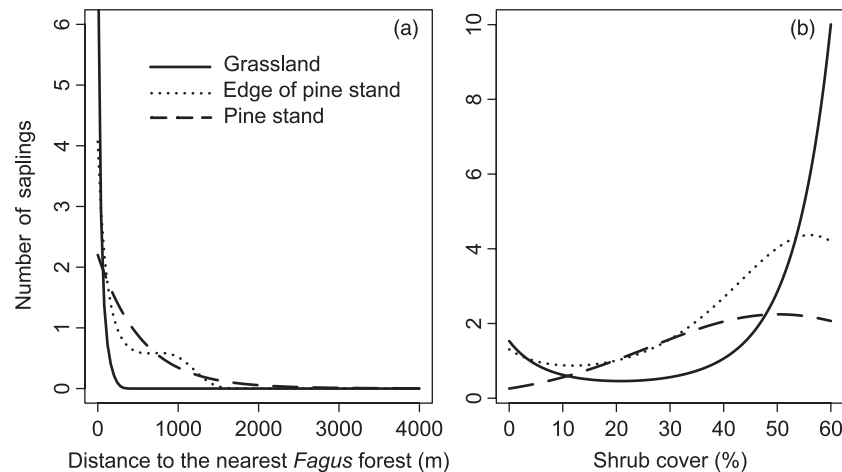 (a)
Grassland
Edge of pine stand
Pine stand
Number of saplings
6
5
4
3
2
1
0
0 1000 2000 3000 4000
Distance to the nearest Fagus forest (m)
(b)
10
8
6
4
2
0
0 10 20 30 40 50 60
Shrub cover (%)